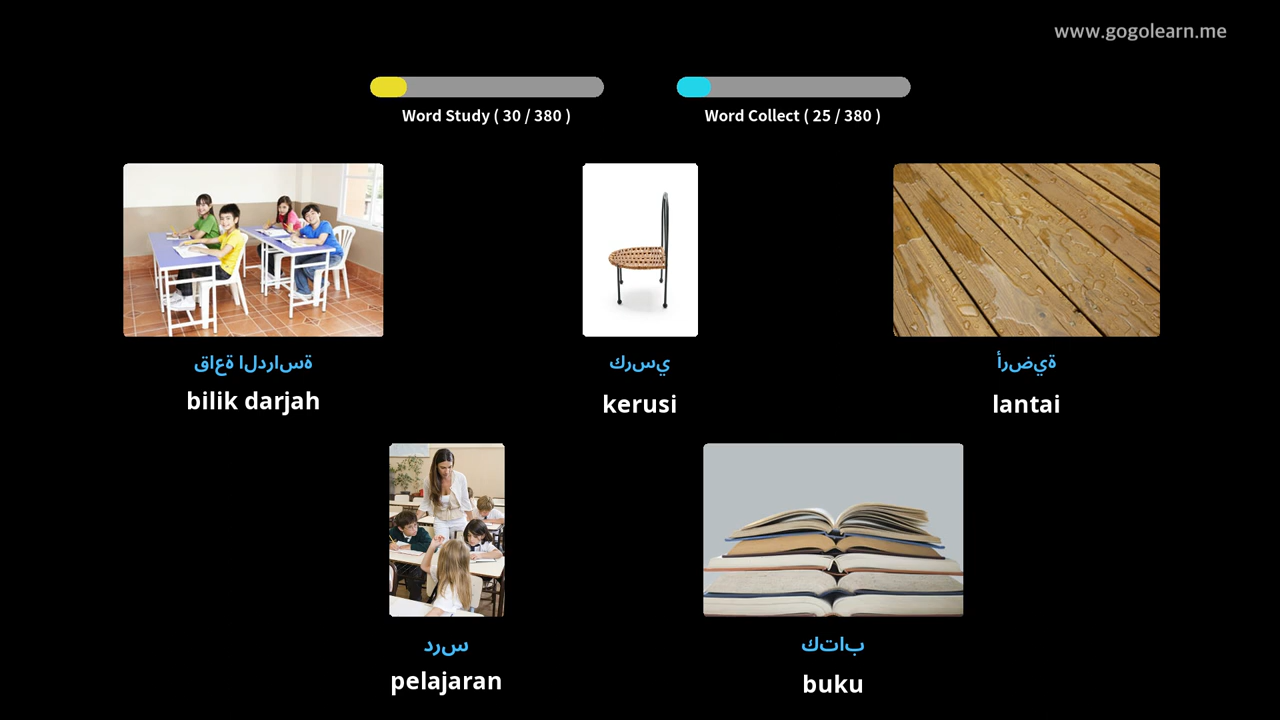 www.gogolearn.me
Word Study ( 30 / 380 )
Word Collect ( 25 / 380 )
قاعة الدراسة
bilik darjah
كرسي
kerusi
أرضية
lantai
درس
pelajaran
كتاب
buku